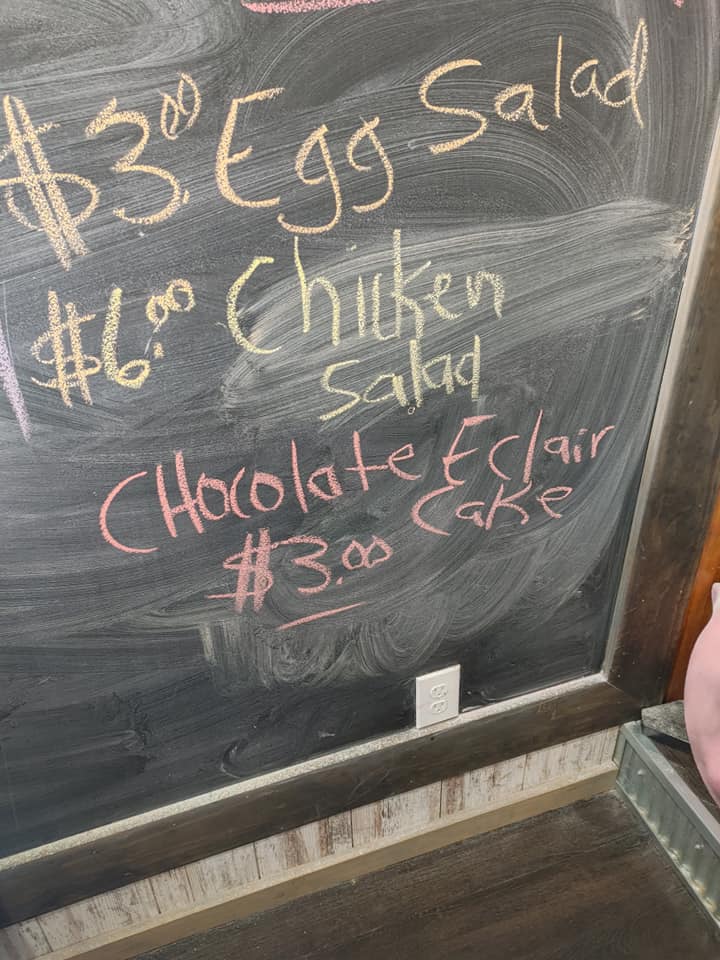 $3.00 Egg Salad
$6.00 Chicken
Salad
CHocolate Eclair
Cake
$3.00